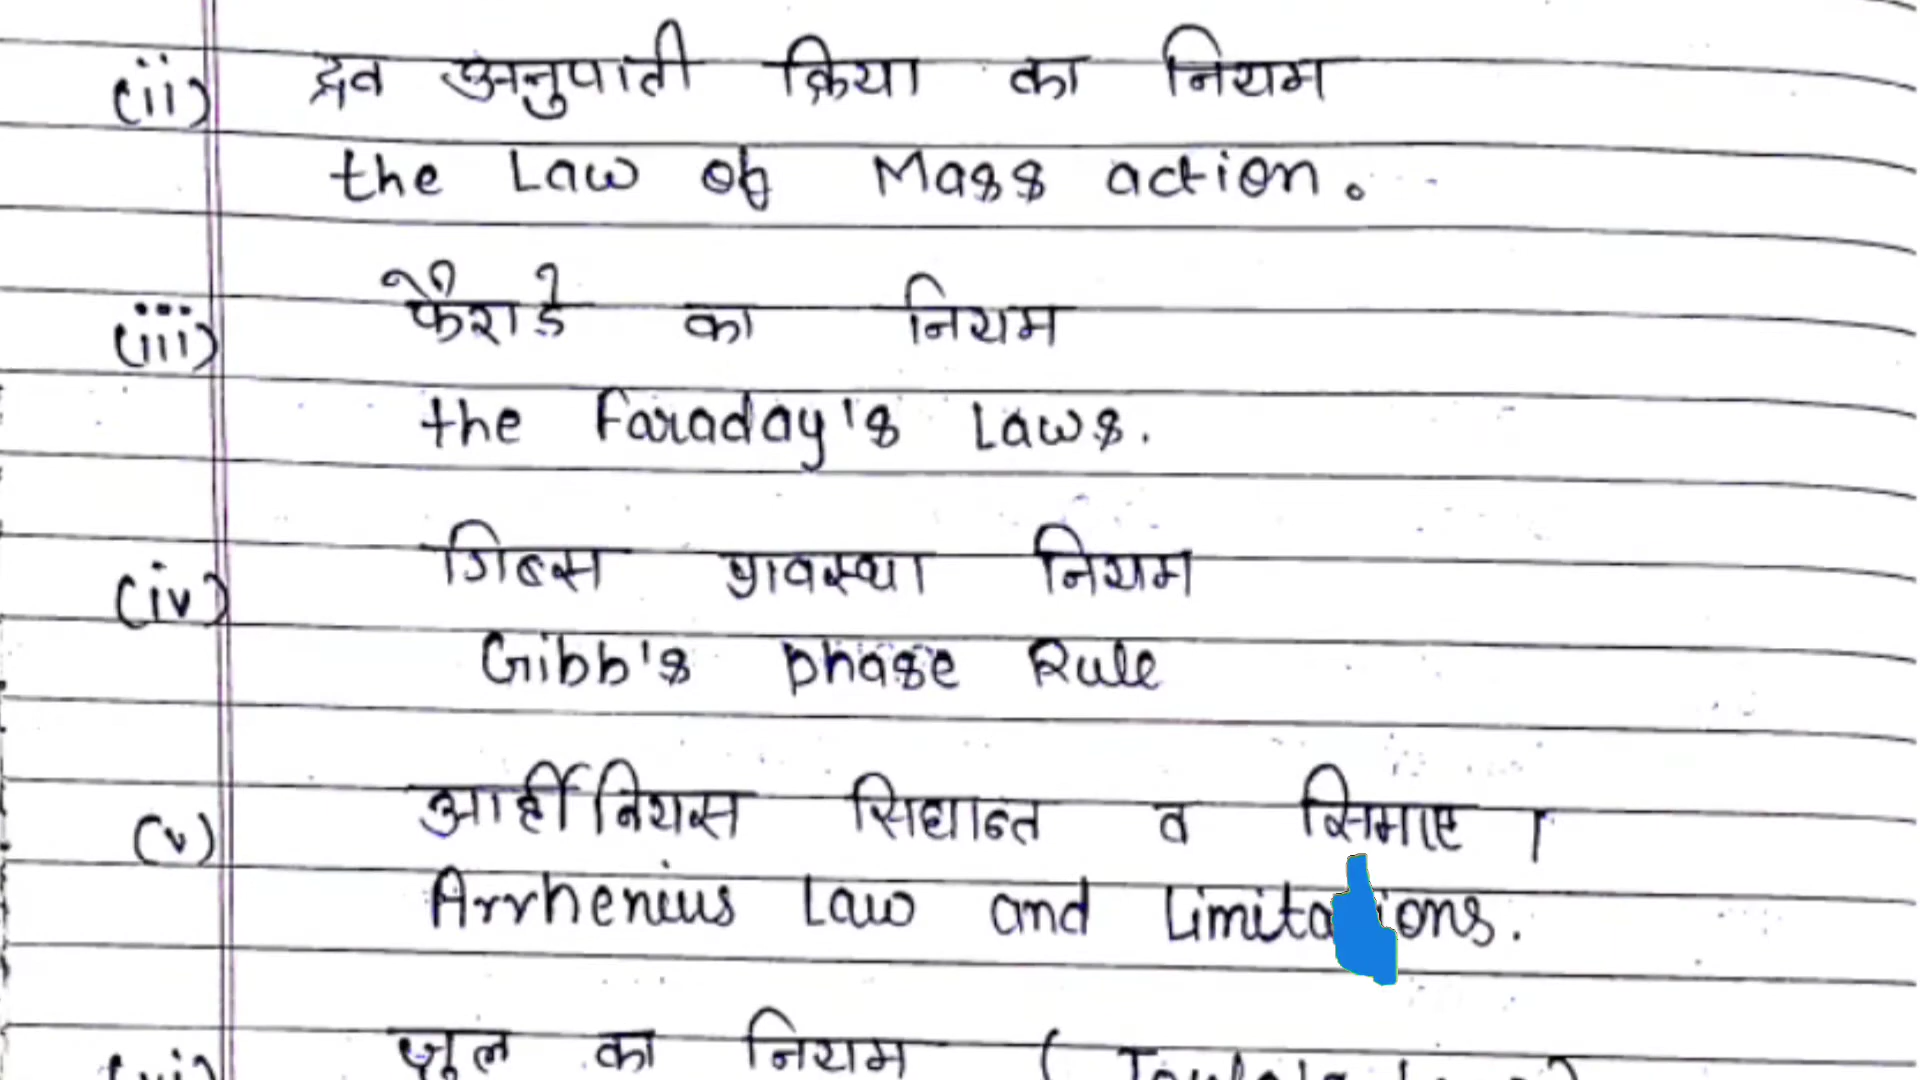 (ii) द्रव अनुपाती क्रिया का नियम
the Law of Mass action.
(iii) फैराडे का नियम
the Faraday's Laws.
(iv) गिब्स प्रावस्था नियम
Gibb's phase Rule
(v) आर्हीनियस सिद्यान्त व सिमाए ।
Arrhenius Law and Limitations.
(vi) जूल का नियम (